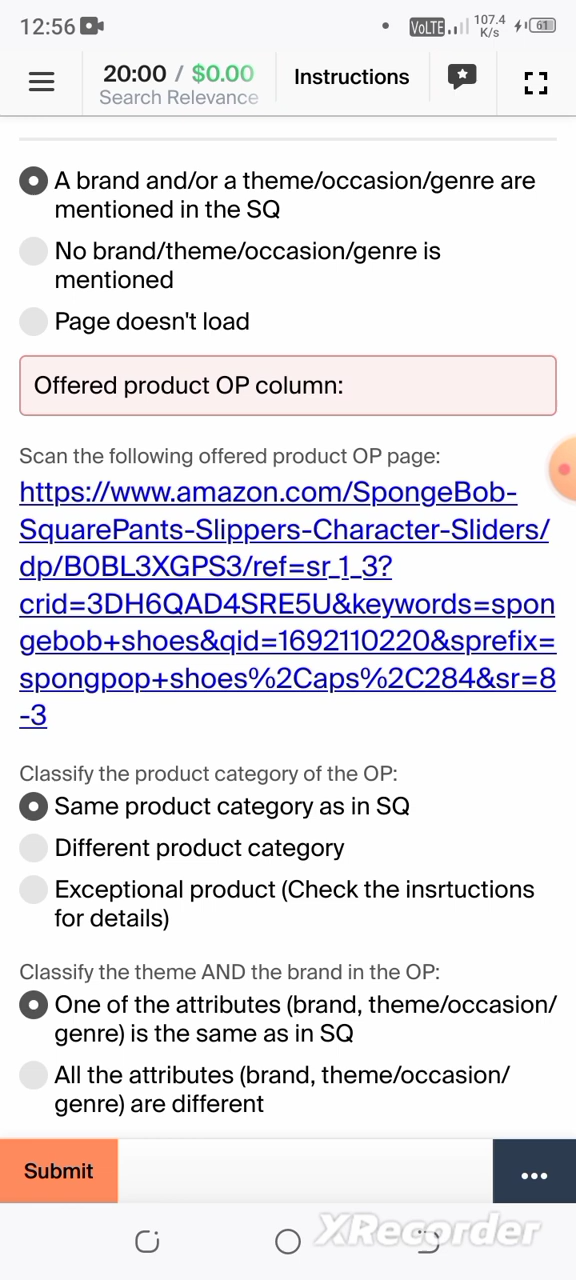 12:56
VoLTE
107.4
K/s
61
20:00 / $0.00
Search Relevance
Instructions
A brand and/or a theme/occasion/genre are
mentioned in the SQ
No brand/theme/occasion/genre is
mentioned
Page doesn't load
Offered product OP column:
Scan the following offered product OP page:
https://www.amazon.com/SpongeBob-
SquarePants-Slippers-Character-Sliders/
dp/B0BL3XGPS3/ref=sr_1_3?
crid=3DH6QAD4SRE5U&keywords=spon
gebob+shoes&qid=1692110220&sprefix=
spongpop+shoes%2Caps%2C284&sr=8
-3
Classify the product category of the OP:
Same product category as in SQ
Different product category
Exceptional product (Check the insrtuctions
for details)
Classify the theme AND the brand in the OP:
One of the attributes (brand, theme/occasion/
genre) is the same as in SQ
All the attributes (brand, theme/occasion/
genre) are different
Submit
XRecorder